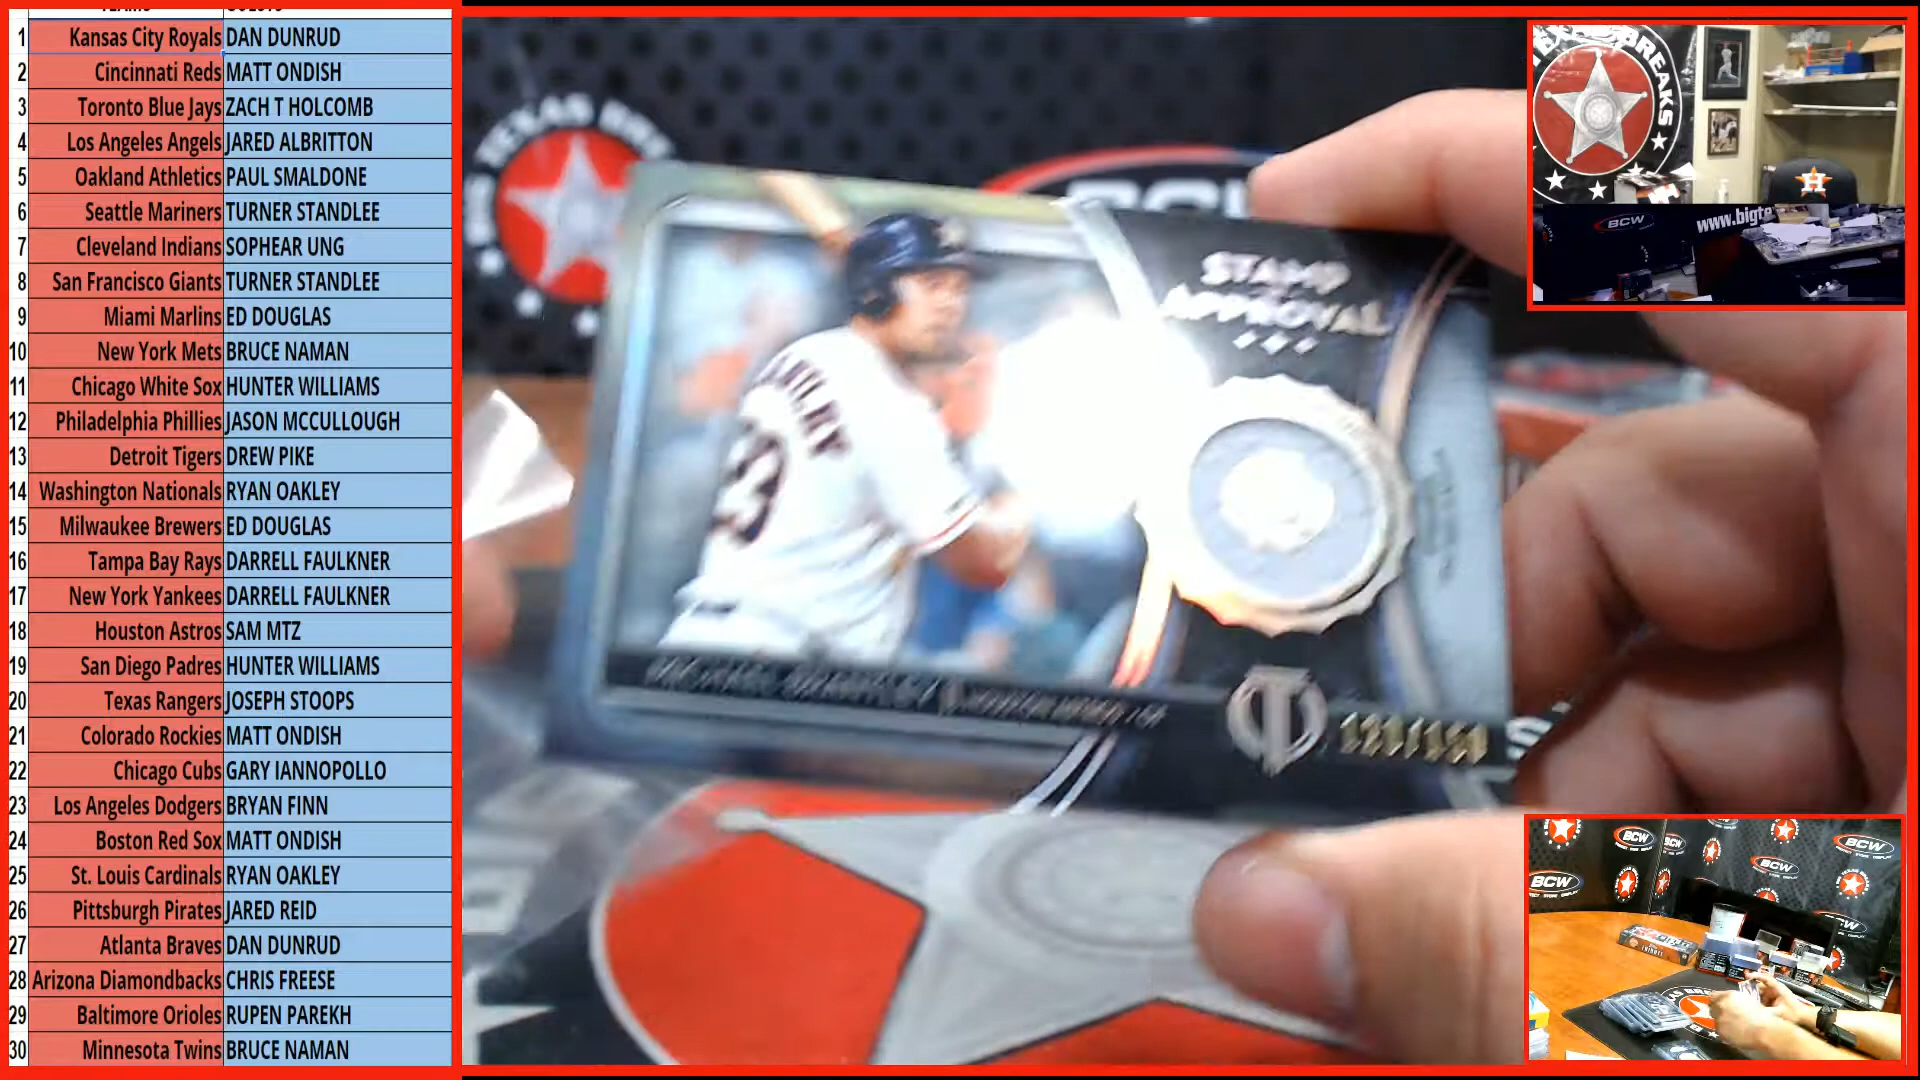 1 Kansas City Royals DAN DUNRUD
2 Cincinnati Reds MATT ONDISH
3 Toronto Blue Jays ZACH T HOLCOMB
4 Los Angeles Angels JARED ALBRITTON
5 Oakland Athletics PAUL SMALDONE
6 Seattle Mariners TURNER STANDLEE
7 Cleveland Indians SOPHEAR UNG
8 San Francisco Giants TURNER STANDLEE
9 Miami Marlins ED DOUGLAS
10 New York Mets BRUCE NAMAN
11 Chicago White Sox HUNTER WILLIAMS
12 Philadelphia Phillies JASON MCCULLOUGH
13 Detroit Tigers DREW PIKE
14 Washington Nationals RYAN OAKLEY
15 Milwaukee Brewers ED DOUGLAS
16 Tampa Bay Rays DARRELL FAULKNER
17 New York Yankees DARRELL FAULKNER
18 Houston Astros SAM MTZ
19 San Diego Padres HUNTER WILLIAMS
20 Texas Rangers JOSEPH STOOPS
21 Colorado Rockies MATT ONDISH
22 Chicago Cubs GARY IANNOPOLLO
23 Los Angeles Dodgers BRYAN FINN
24 Boston Red Sox MATT ONDISH
25 St. Louis Cardinals RYAN OAKLEY
26 Pittsburgh Pirates JARED REID
27 Atlanta Braves DAN DUNRUD
28 Arizona Diamondbacks CHRIS FREESE
29 Baltimore Orioles RUPEN PAREKH
30 Minnesota Twins BRUCE NAMAN
TEXAS BRE
STAMP
OF
APPROVAL
BREAKS
H
BCW
www.bigte
BCW
BCW
BCW
BCW